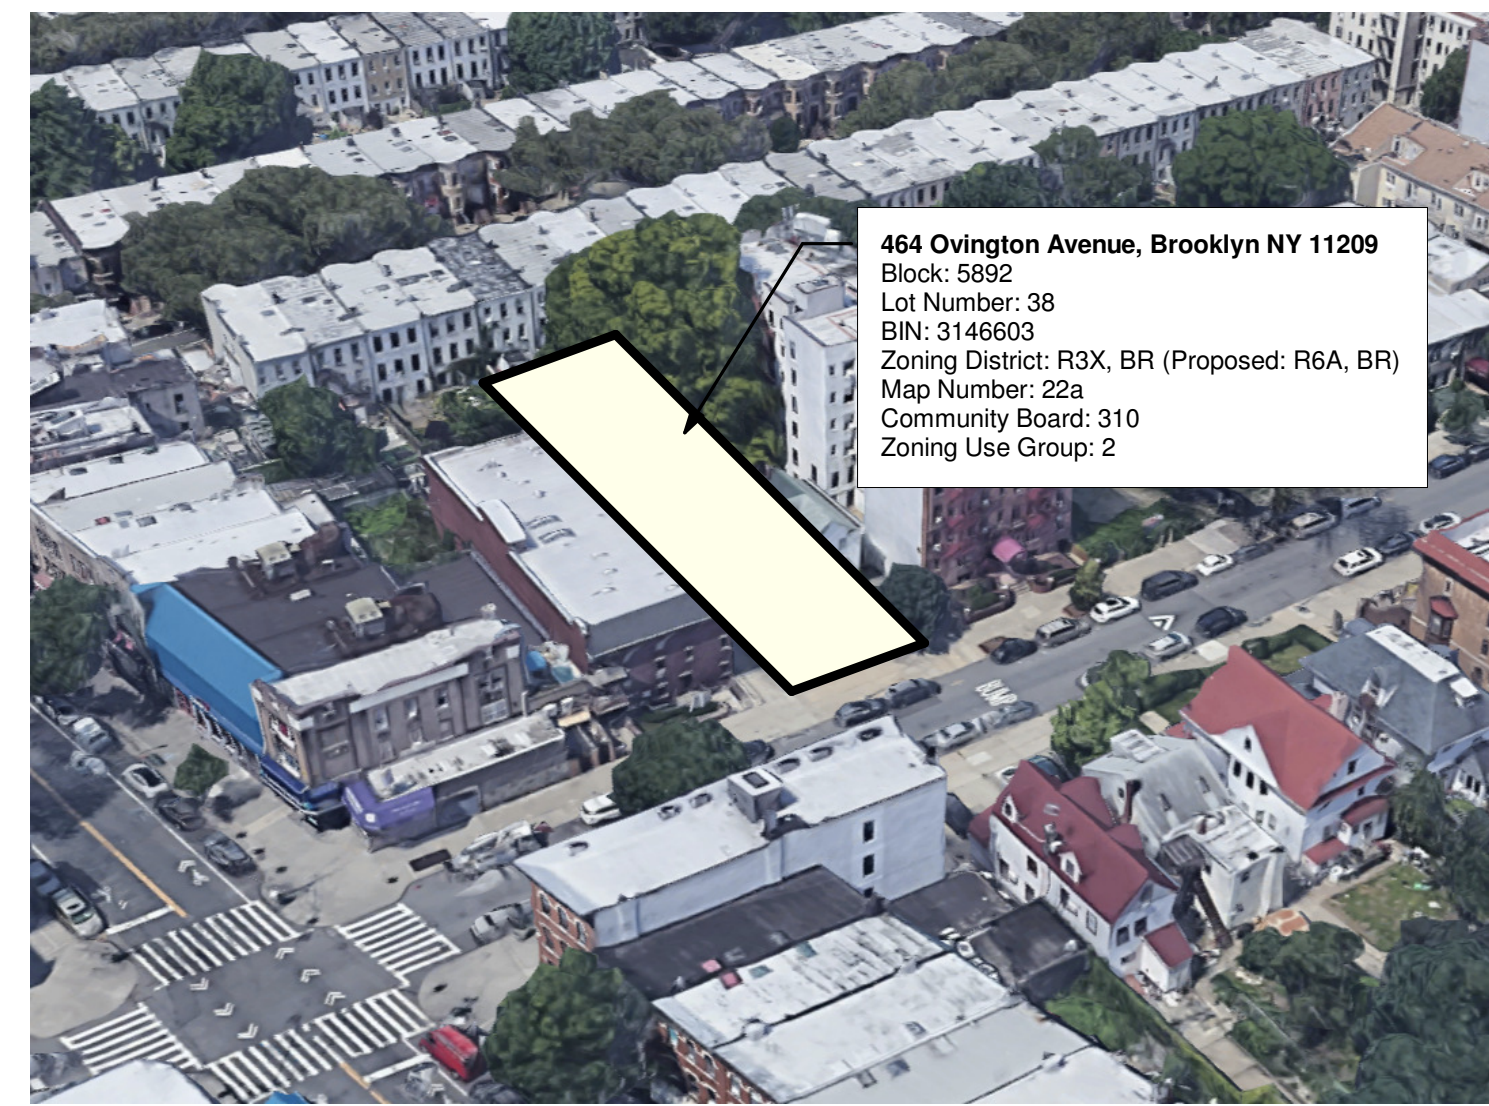 464 Ovington Avenue, Brooklyn NY 11209
Block: 5892
Lot Number: 38
BIN: 3146603
Zoning District: R3X, BR (Proposed: R6A, BR)
Map Number: 22a
Community Board: 310
Zoning Use Group: 2
BUMP